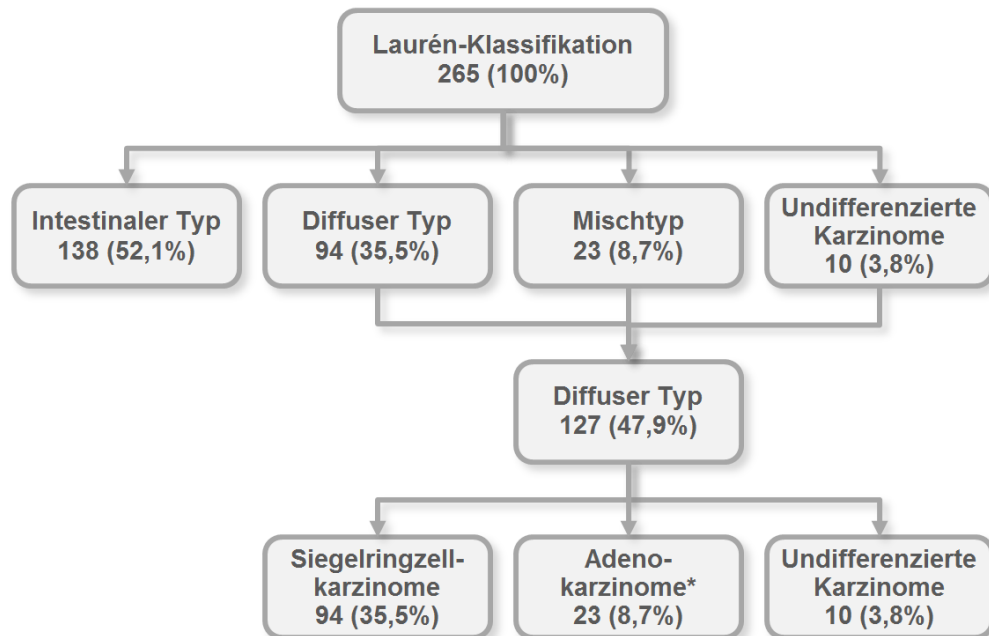 Laurén-Klassifikation
265 (100%)
Intestinaler Typ
138 (52,1%)
Diffuser Typ
94 (35,5%)
Mischtyp
23 (8,7%)
Undifferenzierte
Karzinome
10 (3,8%)
Diffuser Typ
127 (47,9%)
Siegelringzell-
karzinome
94 (35,5%)
Adeno-
karzinome*
23 (8,7%)
Undifferenzierte
Karzinome
10 (3,8%)